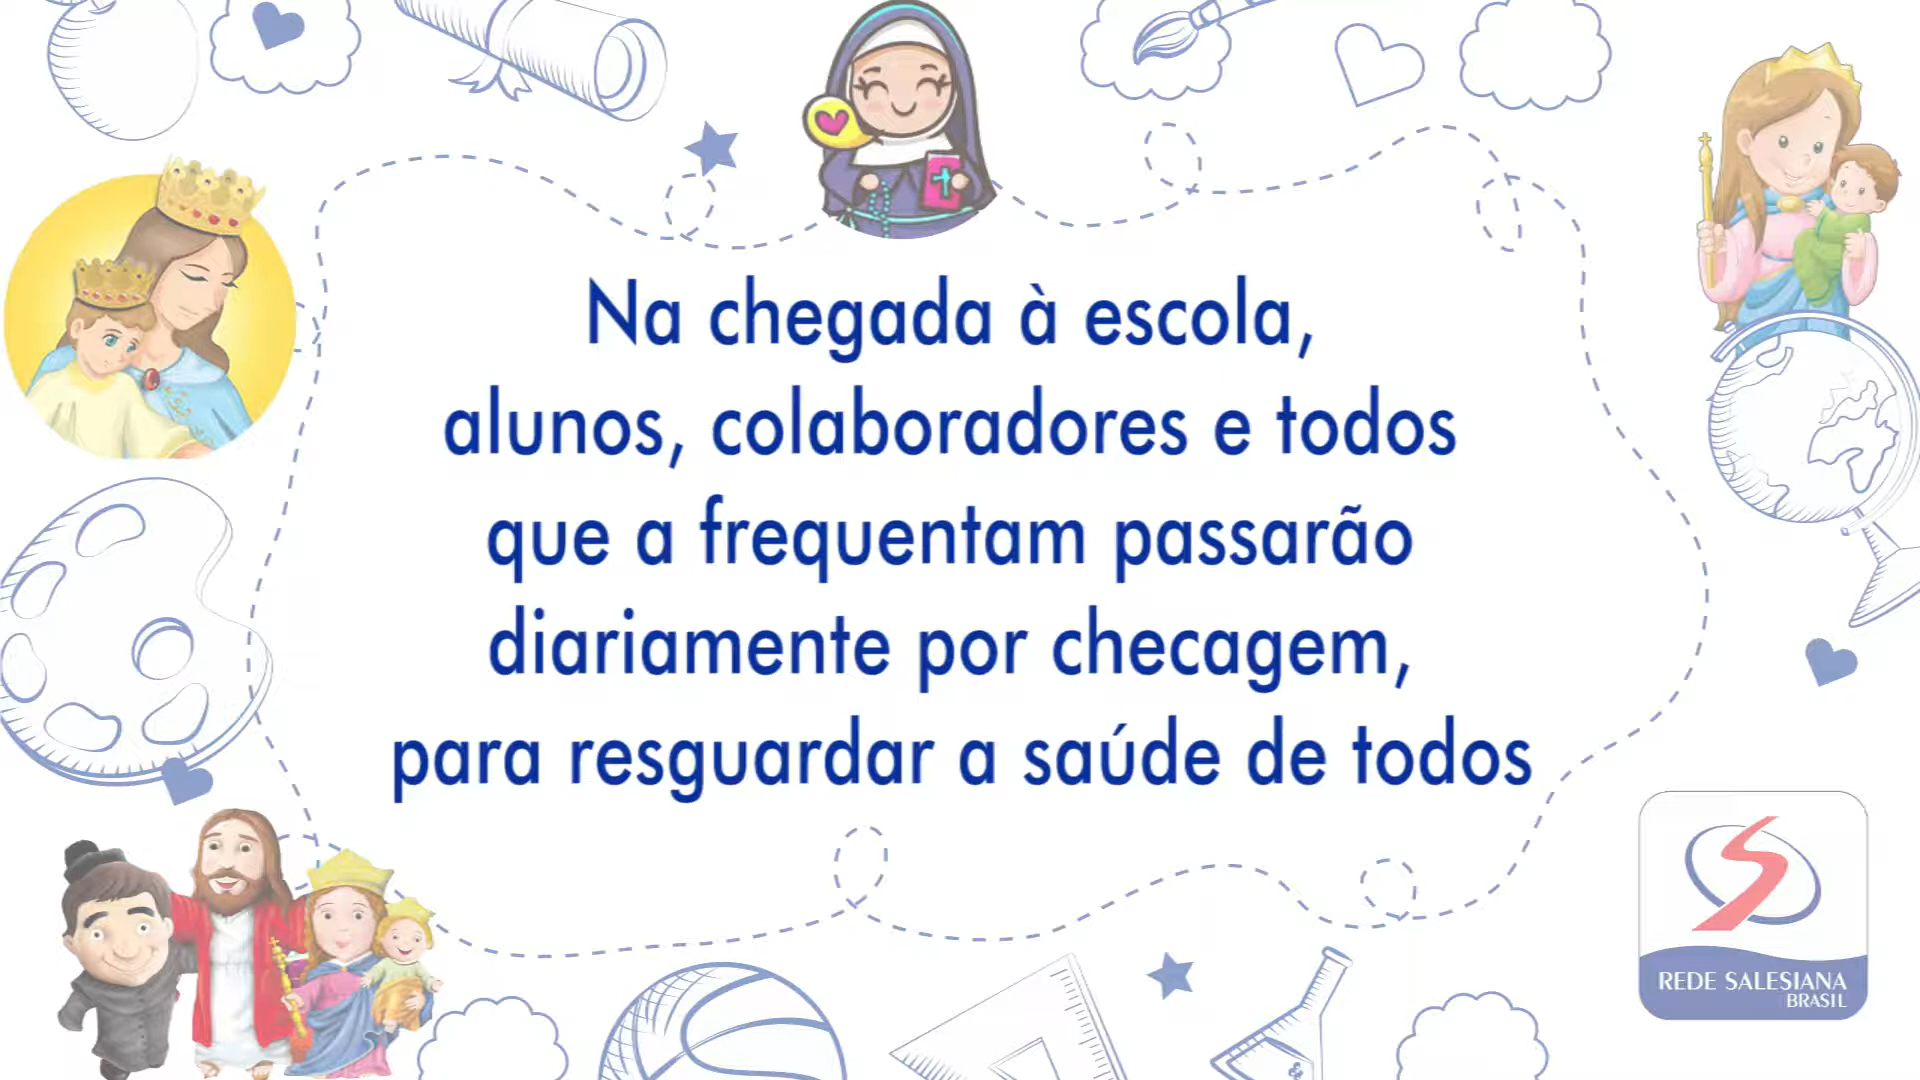 Na chegada à escola,
alunos, colaboradores e todos
que a frequentam passarão
diariamente por checagem,
para resguardar a saúde de todos
REDE SALESIANA
BRASIL